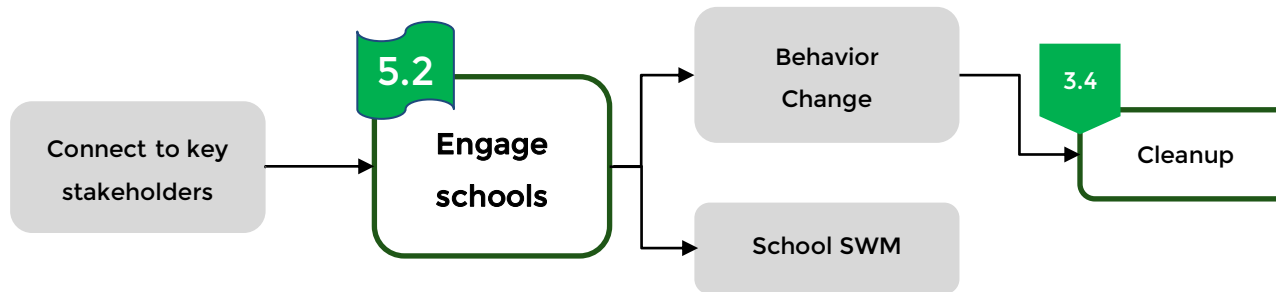 Connect to key
stakeholders
5.2
Engage
schools
Behavior
Change
School SWM
3.4
Cleanup